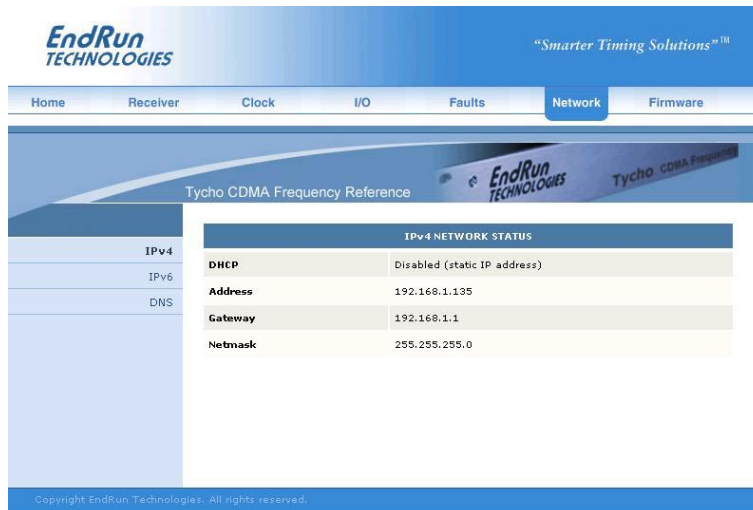 EndRun
TECHNOLOGIES
"Smarter Timing Solutions"™
Home Receiver Clock I/O Faults Network Firmware
Tycho CDMA Frequency Reference
EndRun
TECHNOLOGIES
Tycho CDMA Frequency
IPv4
IPv6
DNS
IPv4 NETWORK STATUS
DHCP Disabled (static IP address)
Address 192.168.1.135
Gateway 192.168.1.1
Netmask 255.255.255.0
Copyright EndRun Technologies. All rights reserved.